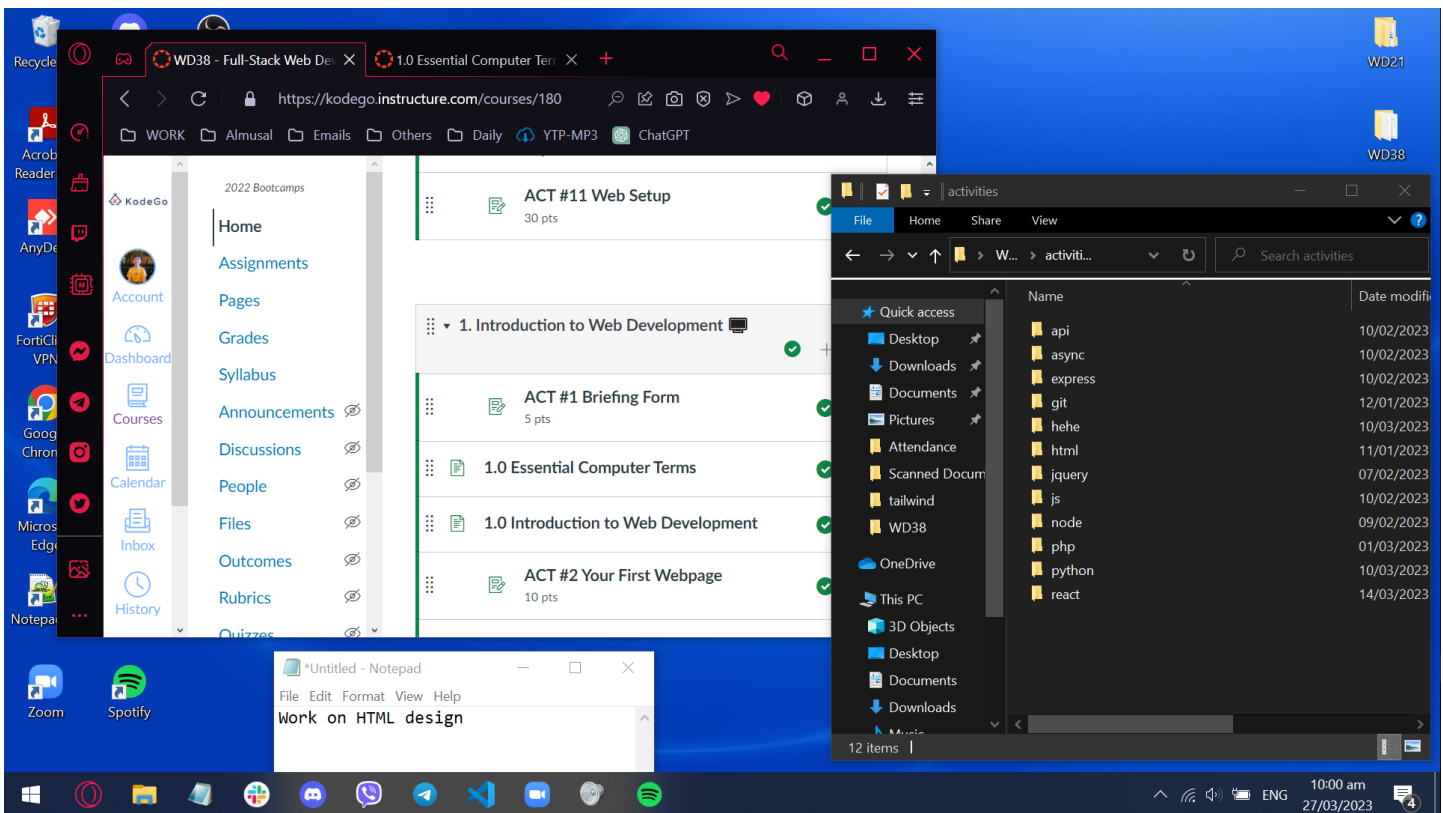 Recycle
Acrob
Reader
AnyDe
FortiCli
VPN
Goog
Chron
Micros
Edge
Notepa
Zoom
Spotify
WD21
WD38
WD38 - Full-Stack Web De
1.0 Essential Computer Terr
https://kodego.instructure.com/courses/180
WORK
Almusal
Emails
Others
Daily
YTP-MP3
ChatGPT
KodeGo
Account
Dashboard
Courses
Calendar
Inbox
History
2022 Bootcamps
Home
Assignments
Pages
Grades
Syllabus
Announcements
Discussions
People
Files
Outcomes
Rubrics
Quizzes
ACT #11 Web Setup
30 pts
1. Introduction to Web Development
ACT #1 Briefing Form
5 pts
1.0 Essential Computer Terms
1.0 Introduction to Web Development
ACT #2 Your First Webpage
10 pts
*Untitled - Notepad
File Edit Format View Help
Work on HTML design
activities
File Home Share View
W... activiti...
Search activities
Quick access
Desktop
Downloads
Documents
Pictures
Attendance
Scanned Docum
tailwind
WD38
OneDrive
This PC
3D Objects
Desktop
Documents
Downloads
Music
Name Date modifi
api 10/02/2023
async 10/02/2023
express 10/02/2023
git 12/01/2023
hehe 10/03/2023
html 11/01/2023
jquery 07/02/2023
js 10/02/2023
node 09/02/2023
php 01/03/2023
python 10/03/2023
react 14/03/2023
12 items
ENG
10:00 am
27/03/2023
4